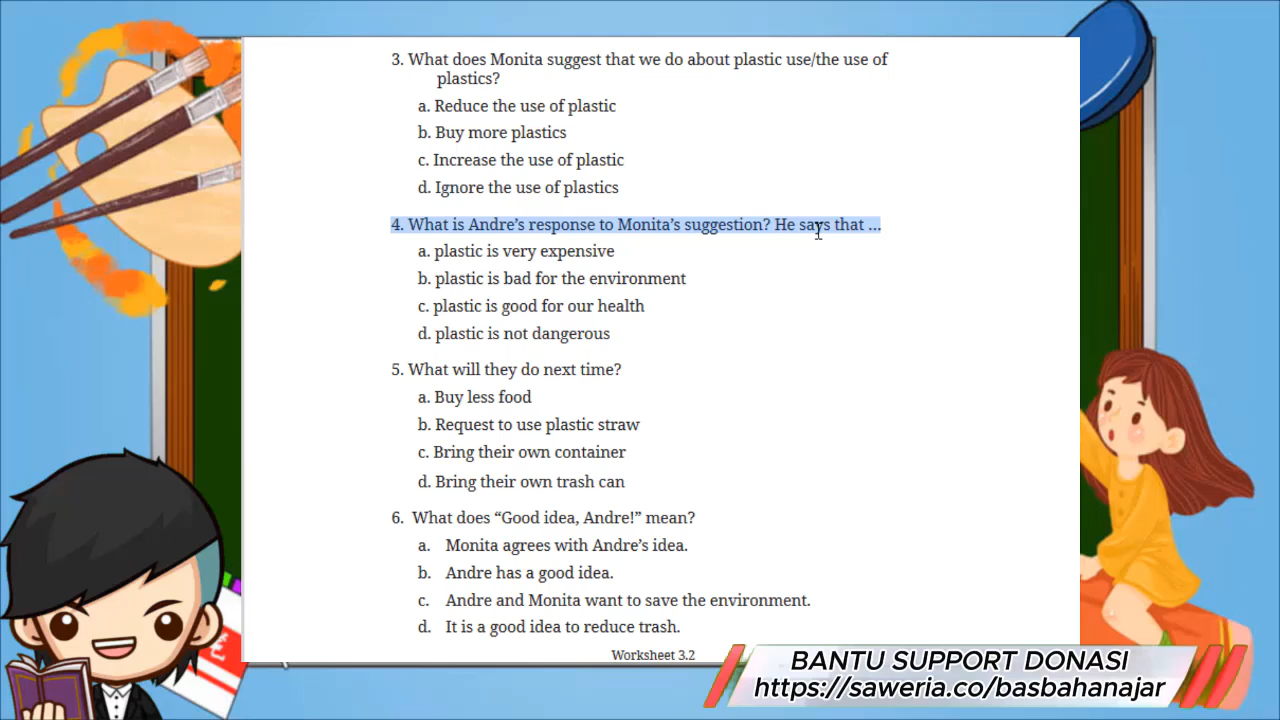 3. What does Monita suggest that we do about plastic use/the use of
plastics?
a. Reduce the use of plastic
b. Buy more plastics
c. Increase the use of plastic
d. Ignore the use of plastics
4. What is Andre's response to Monita's suggestion? He says that ...
a. plastic is very expensive
b. plastic is bad for the environment
c. plastic is good for our health
d. plastic is not dangerous
5. What will they do next time?
a. Buy less food
b. Request to use plastic straw
c. Bring their own container
d. Bring their own trash can
6. What does “Good idea, Andre!” mean?
a. Monita agrees with Andre's idea.
b. Andre has a good idea.
c. Andre and Monita want to save the environment.
d. It is a good idea to reduce trash.
Worksheet 3.2
BANTU SUPPORT DONASI
https://saweria.co/basbahanajar